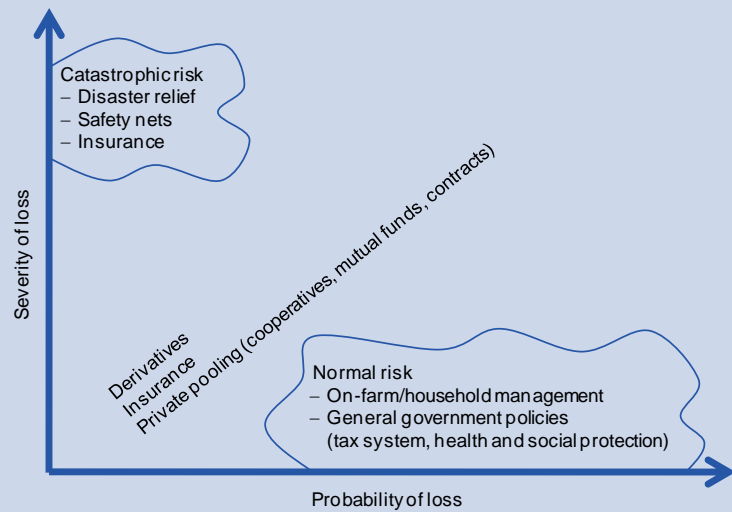 Catastrophic risk
– Disaster relief
– Safety nets
– Insurance
Severity of loss
Derivatives
Insurance
Private pooling (cooperatives, mutual funds, contracts)
Normal risk
– On-farm/household management
– General government policies
(tax system, health and social protection)
Probability of loss